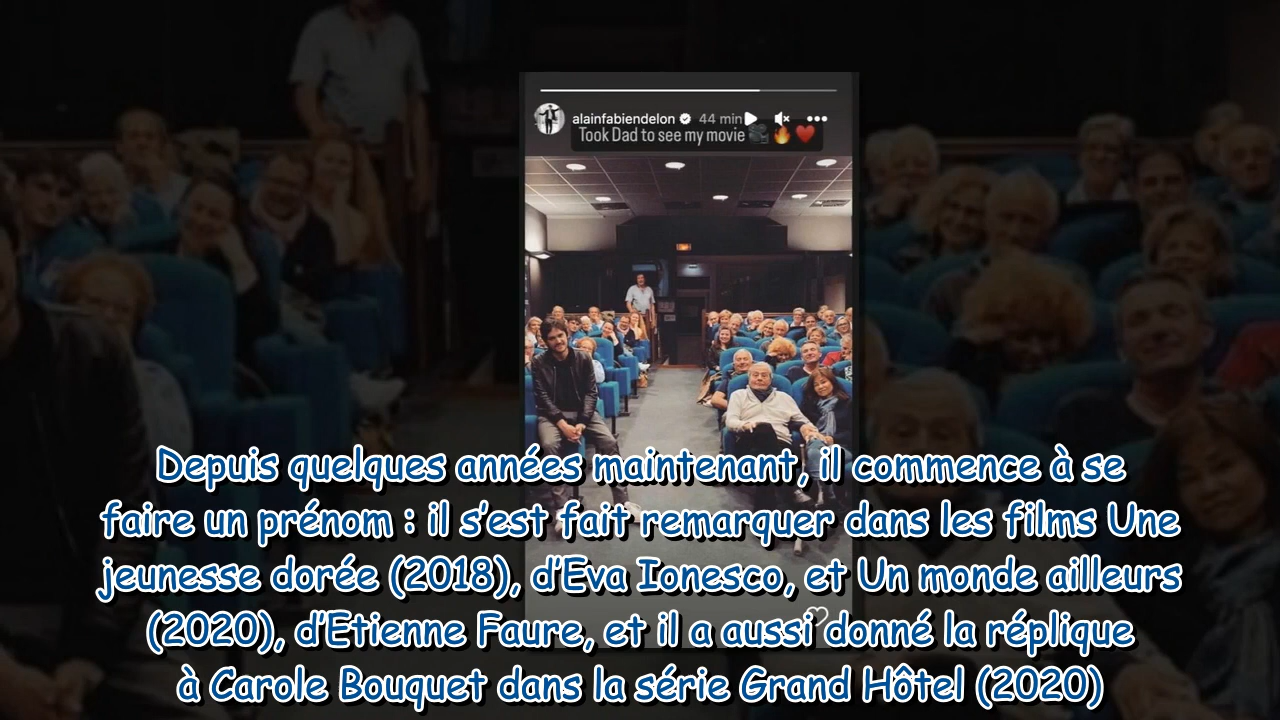 alainfabiendelon 44 min
Took Dad to see my movie 🎥 🔥 ❤️
Depuis quelques années maintenant, il commence à se
faire un prénom : il s'est fait remarquer dans les films Une
jeunesse dorée (2018), d'Eva Ionesco, et Un monde ailleurs
(2020), d'Etienne Faure, et il a aussi donné la réplique
à Carole Bouquet dans la série Grand Hôtel (2020)